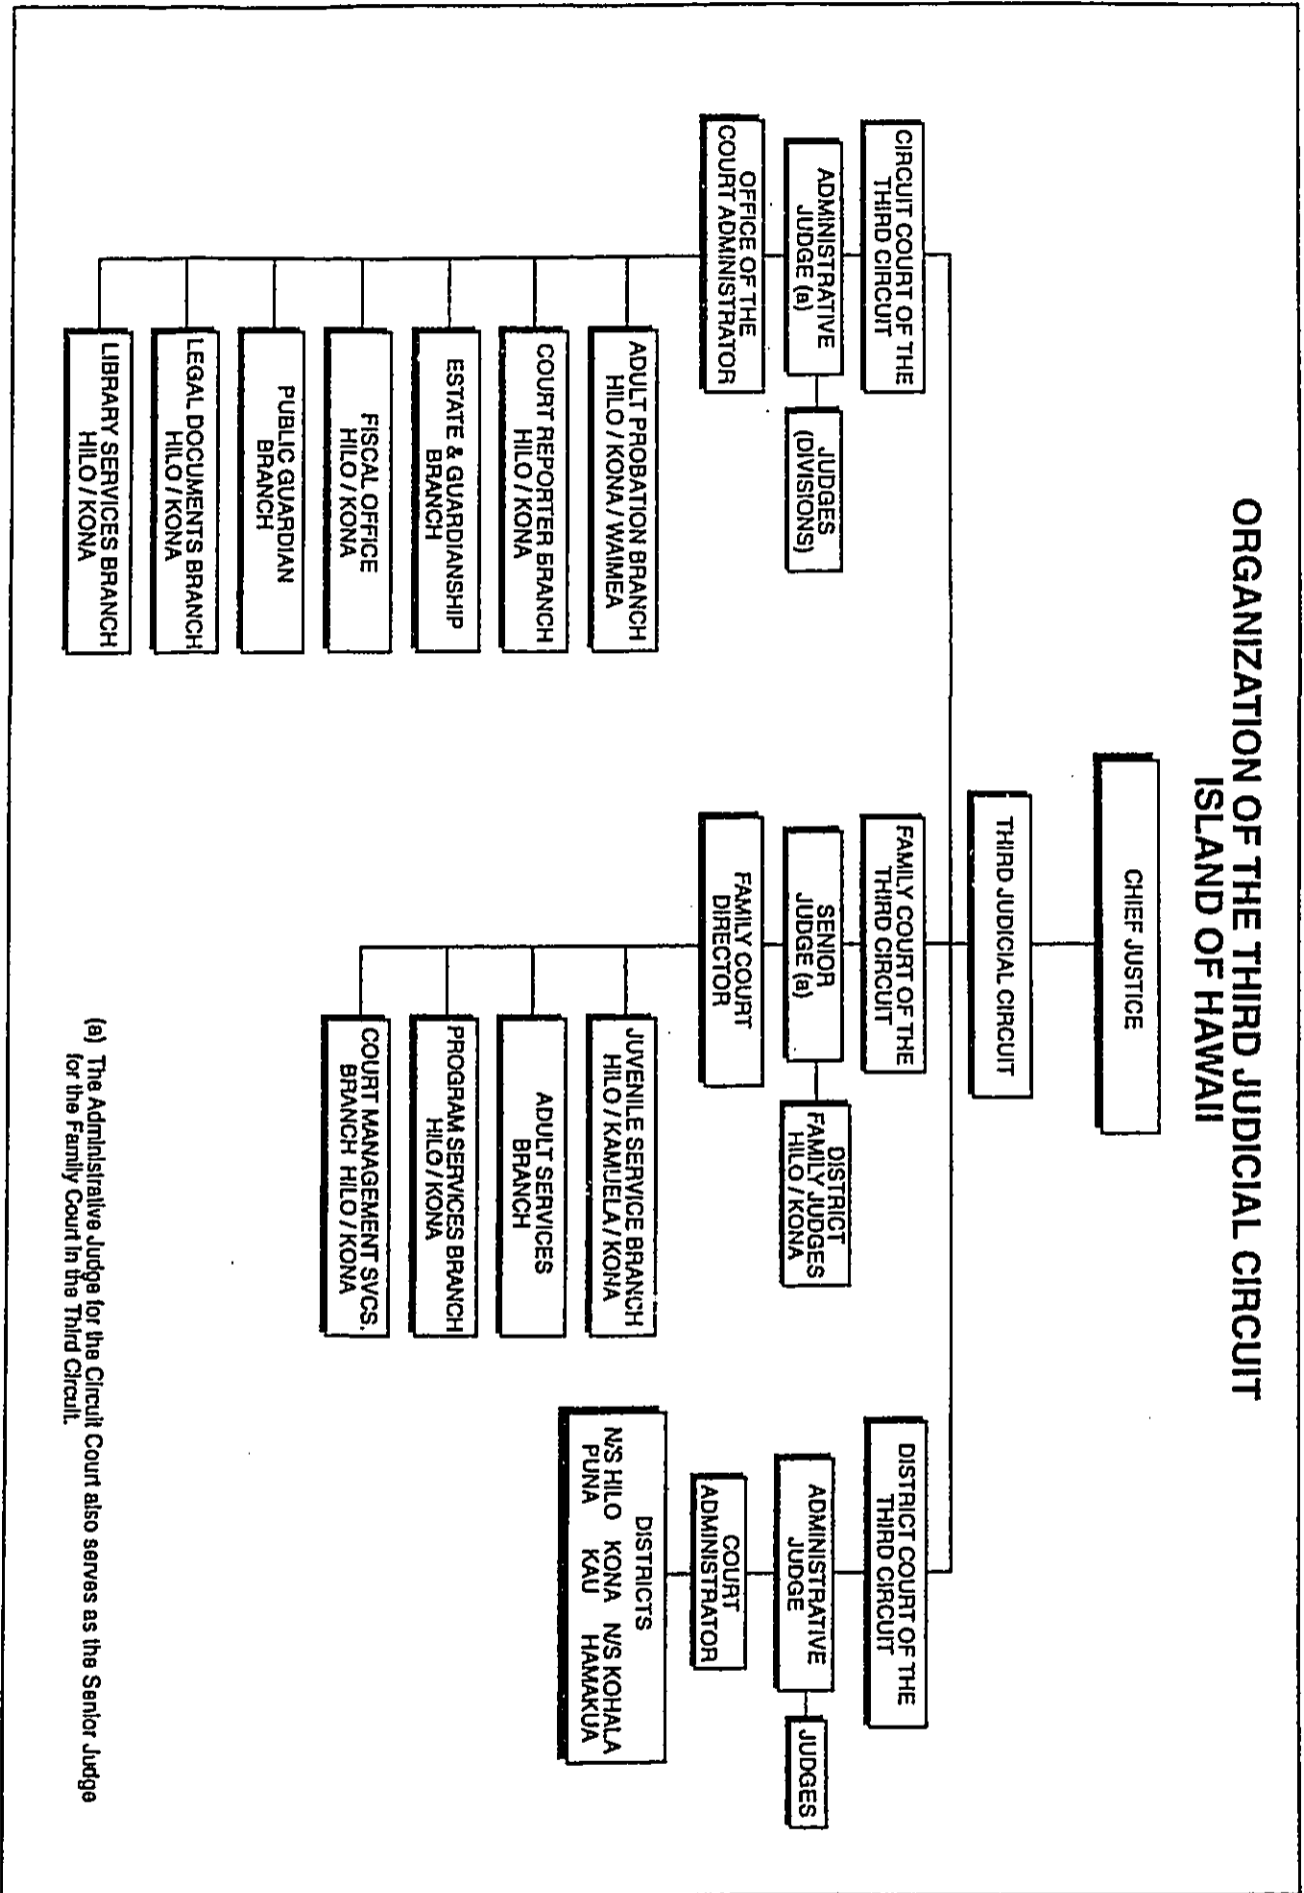 ORGANIZATION OF THE THIRD JUDICIAL CIRCUIT
ISLAND OF HAWAII
CHIEF JUSTICE
THIRD JUDICIAL CIRCUIT
CIRCUIT COURT OF THE
THIRD CIRCUIT
ADMINISTRATIVE
JUDGE (a)
JUDGES
(DIVISIONS)
OFFICE OF THE
COURT ADMINISTRATOR
ADULT PROBATION BRANCH
HILO / KONA / WAIMEA
COURT REPORTER BRANCH
HILO / KONA
ESTATE & GUARDIANSHIP
BRANCH
FISCAL OFFICE
HILO / KONA
PUBLIC GUARDIAN
BRANCH
LEGAL DOCUMENTS BRANCH
HILO / KONA
LIBRARY SERVICES BRANCH
HILO / KONA
FAMILY COURT OF THE
THIRD CIRCUIT
SENIOR
JUDGE (a)
DISTRICT
FAMILY JUDGES
HILO / KONA
FAMILY COURT
DIRECTOR
JUVENILE SERVICE BRANCH
HILO / KAMUELA / KONA
ADULT SERVICES
BRANCH
PROGRAM SERVICES BRANCH
HILO / KONA
COURT MANAGEMENT SVCS.
BRANCH HILO / KONA
DISTRICT COURT OF THE
THIRD CIRCUIT
ADMINISTRATIVE
JUDGE
JUDGES
COURT
ADMINISTRATOR
DISTRICTS
N/S HILO KONA N/S KOHALA
PUNA KAU HAMAKUA
(a) The Administrative Judge for the Circuit Court also serves as the Senior Judge
for the Family Court in the Third Circuit.